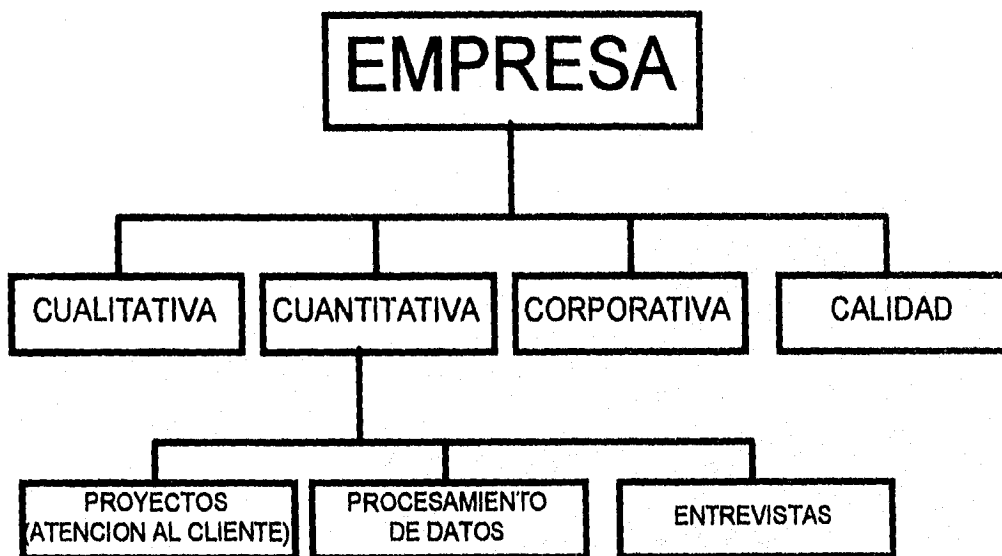 EMPRESA
CUALITATIVA
CUANTITATIVA
CORPORATIVA
CALIDAD
PROYECTOS
(ATENCION AL CLIENTE)
PROCESAMIENTO
DE DATOS
ENTREVISTAS